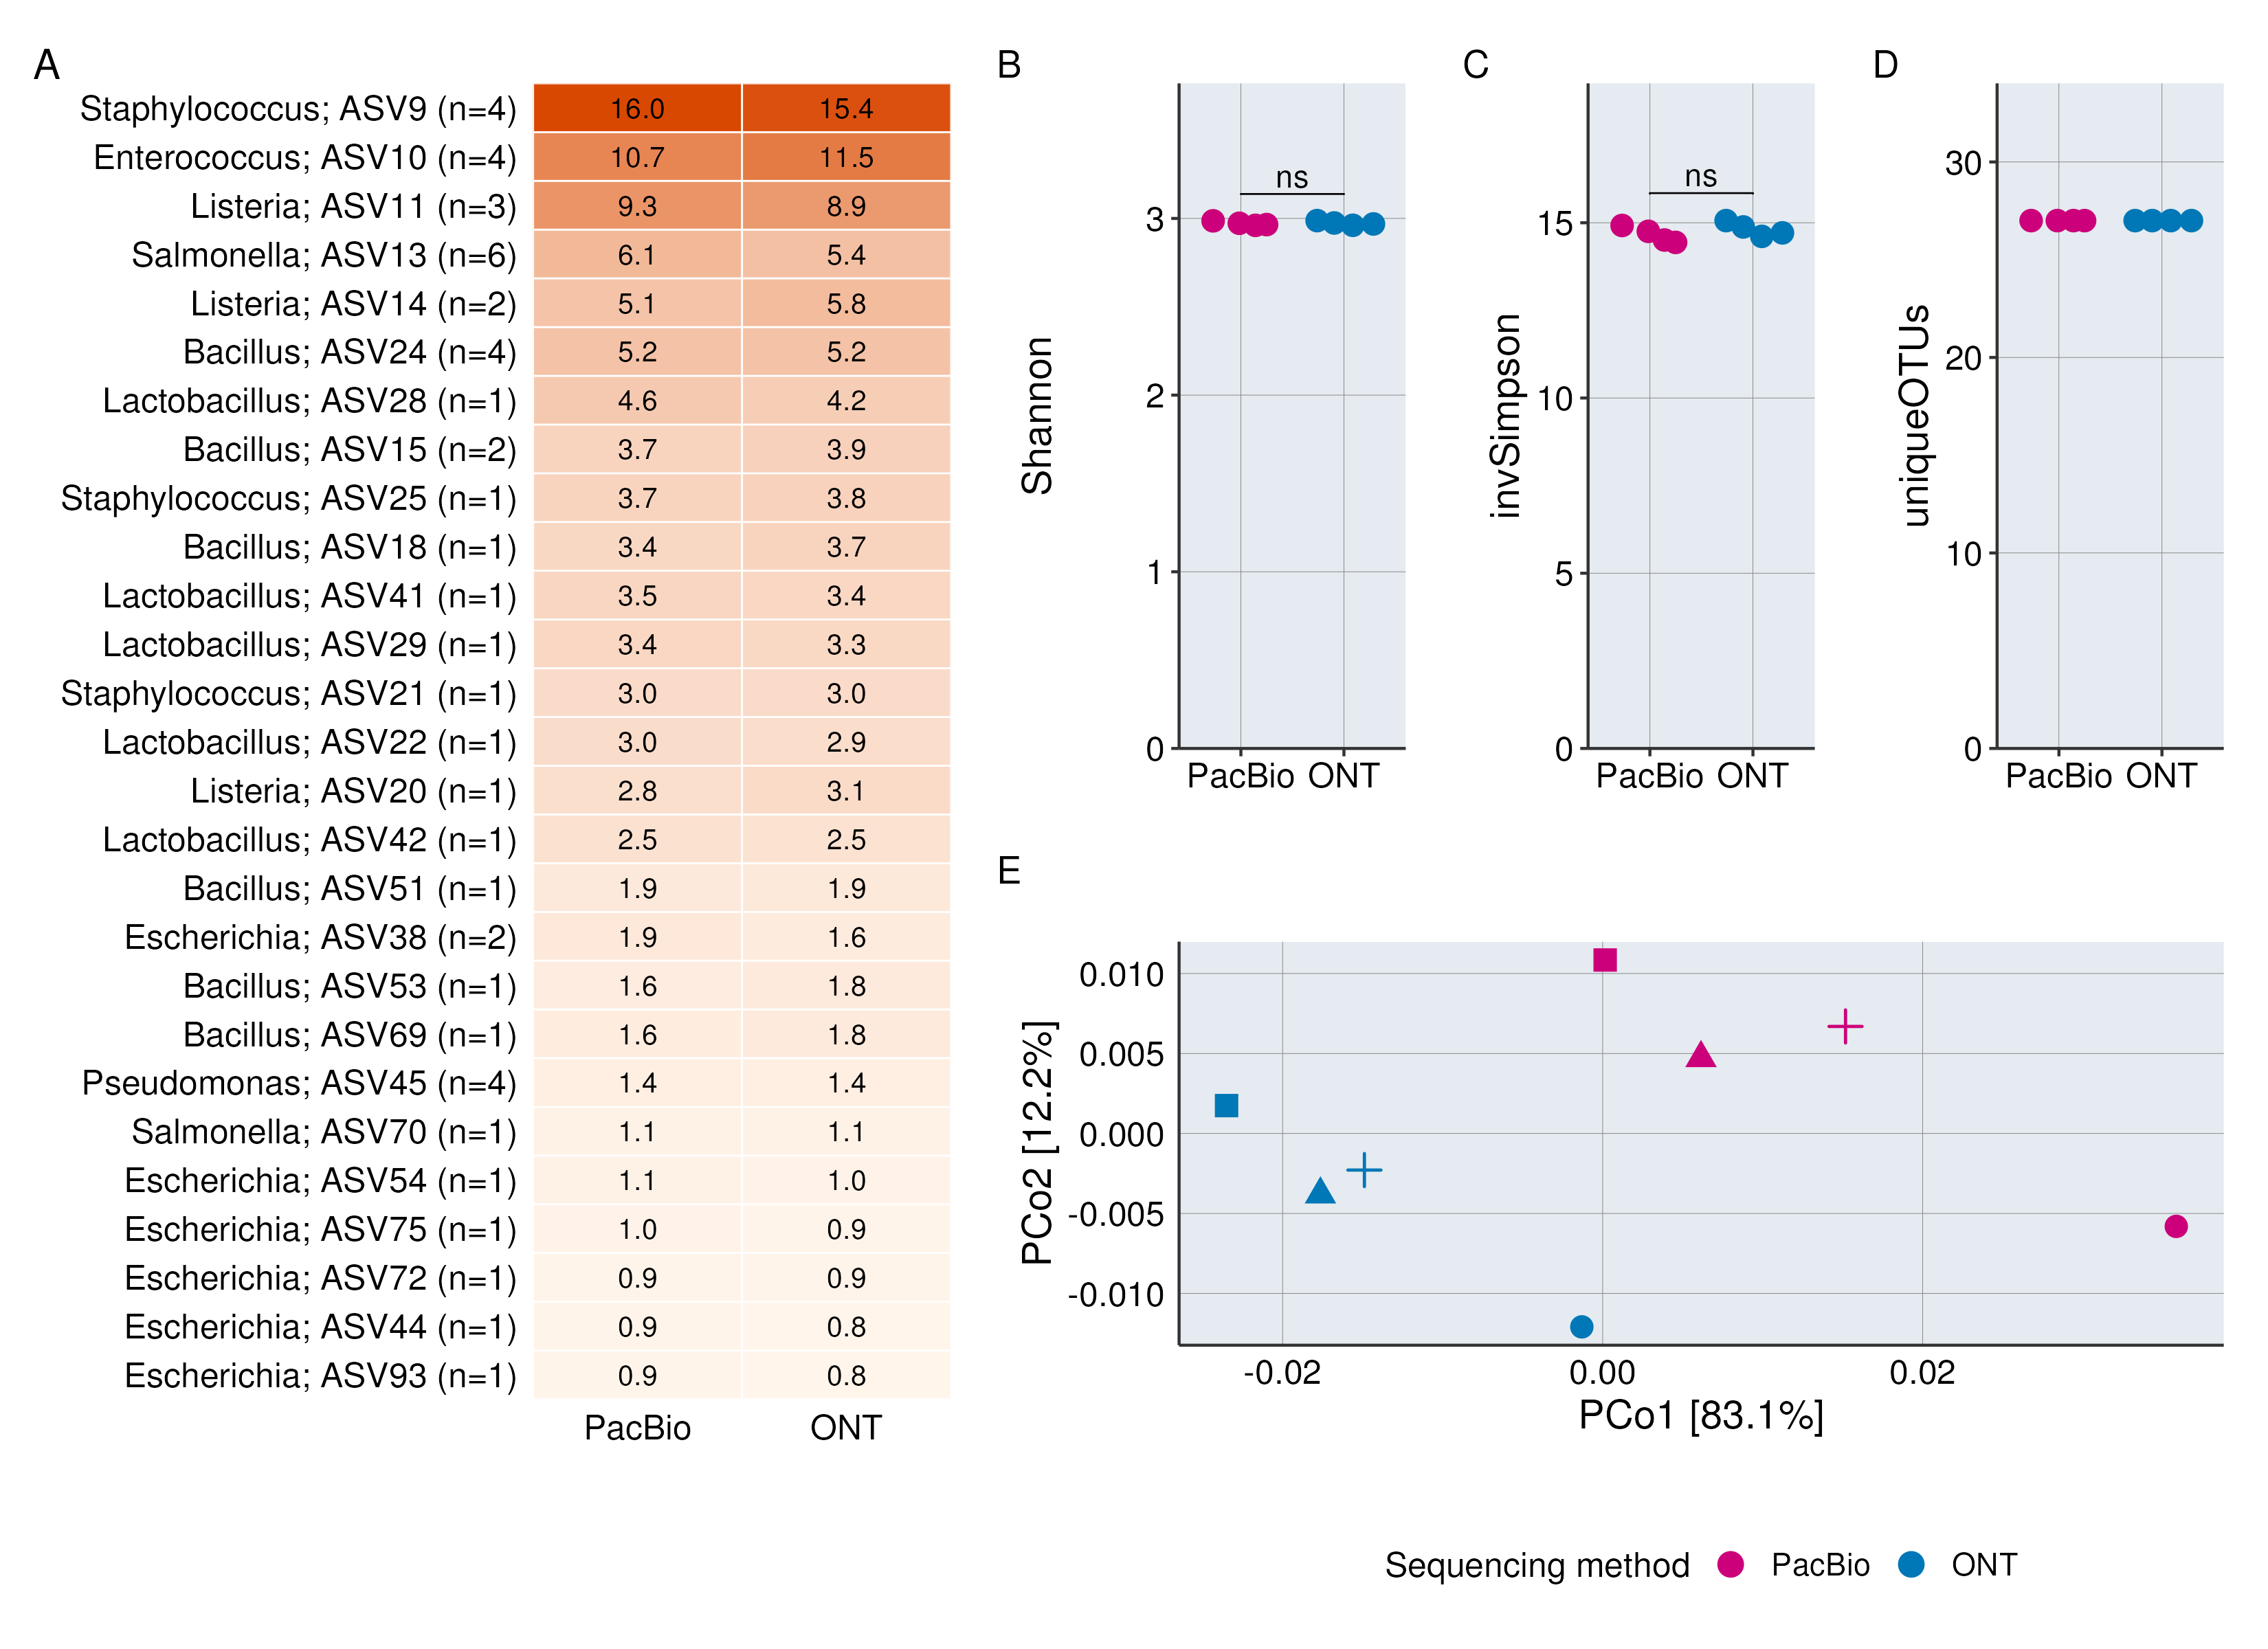 A
Staphylococcus; ASV9 (n=4) 16.0 15.4
Enterococcus; ASV10 (n=4) 10.7 11.5
Listeria; ASV11 (n=3) 9.3 8.9
Salmonella; ASV13 (n=6) 6.1 5.4
Listeria; ASV14 (n=2) 5.1 5.8
Bacillus; ASV24 (n=4) 5.2 5.2
Lactobacillus; ASV28 (n=1) 4.6 4.2
Bacillus; ASV15 (n=2) 3.7 3.9
Staphylococcus; ASV25 (n=1) 3.7 3.8
Bacillus; ASV18 (n=1) 3.4 3.7
Lactobacillus; ASV41 (n=1) 3.5 3.4
Lactobacillus; ASV29 (n=1) 3.4 3.3
Staphylococcus; ASV21 (n=1) 3.0 3.0
Lactobacillus; ASV22 (n=1) 3.0 2.9
Listeria; ASV20 (n=1) 2.8 3.1
Lactobacillus; ASV42 (n=1) 2.5 2.5
Bacillus; ASV51 (n=1) 1.9 1.9
Escherichia; ASV38 (n=2) 1.9 1.6
Bacillus; ASV53 (n=1) 1.6 1.8
Bacillus; ASV69 (n=1) 1.6 1.8
Pseudomonas; ASV45 (n=4) 1.4 1.4
Salmonella; ASV70 (n=1) 1.1 1.1
Escherichia; ASV54 (n=1) 1.1 1.0
Escherichia; ASV75 (n=1) 1.0 0.9
Escherichia; ASV72 (n=1) 0.9 0.9
Escherichia; ASV44 (n=1) 0.9 0.8
Escherichia; ASV93 (n=1) 0.9 0.8
PacBio ONT
B
Shannon
3
2
1
0
ns
PacBio ONT
C
invSimpson
15
10
5
0
ns
PacBio ONT
D
uniqueOTUs
30
20
10
0
PacBio ONT
E
PCo2 [12.2%]
0.010
0.005
0.000
-0.005
-0.010
-0.02 0.00 0.02
PCo1 [83.1%]
Sequencing method PacBio ONT